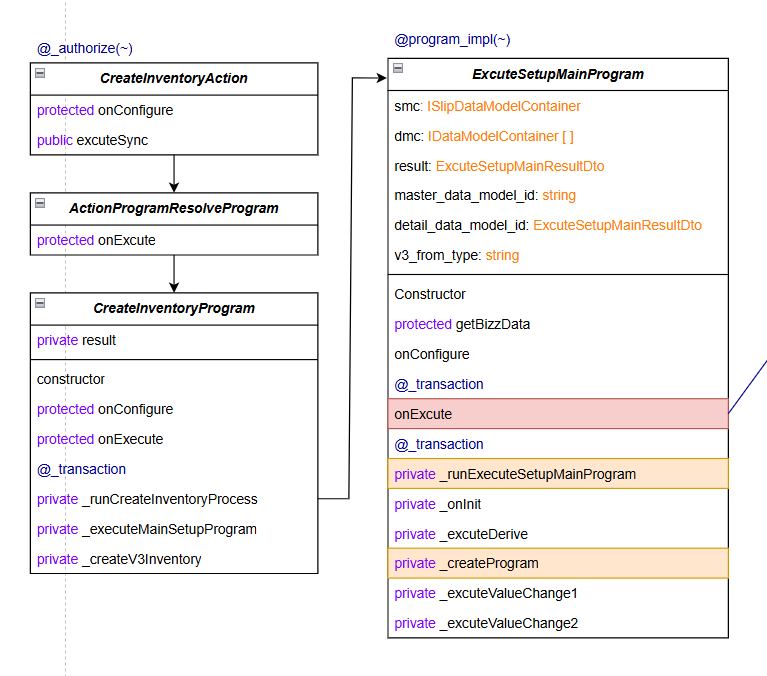 @_authorize(~)
CreateInventoryAction
protected onConfigure
public excuteSync
ActionProgramResolveProgram
protected onExcute
CreateInventoryProgram
private result
constructor
protected onConfigure
protected onExecute
@_transaction
private _runCreateInventoryProcess
private _executeMainSetupProgram
private _createV3Inventory
@program_impl(~)
ExcuteSetupMainProgram
smc: ISlipDataModelContainer
dmc: IDataModelContainer [ ]
result: ExcuteSetupMainResultDto
master_data_model_id: string
detail_data_model_id: ExcuteSetupMainResultDto
v3_from_type: string
Constructor
protected getBizzData
onConfigure
@_transaction
onExcute
@_transaction
private _runExecuteSetupMainProgram
private _onInit
private _excuteDerive
private _createProgram
private _excuteValueChange1
private _excuteValueChange2